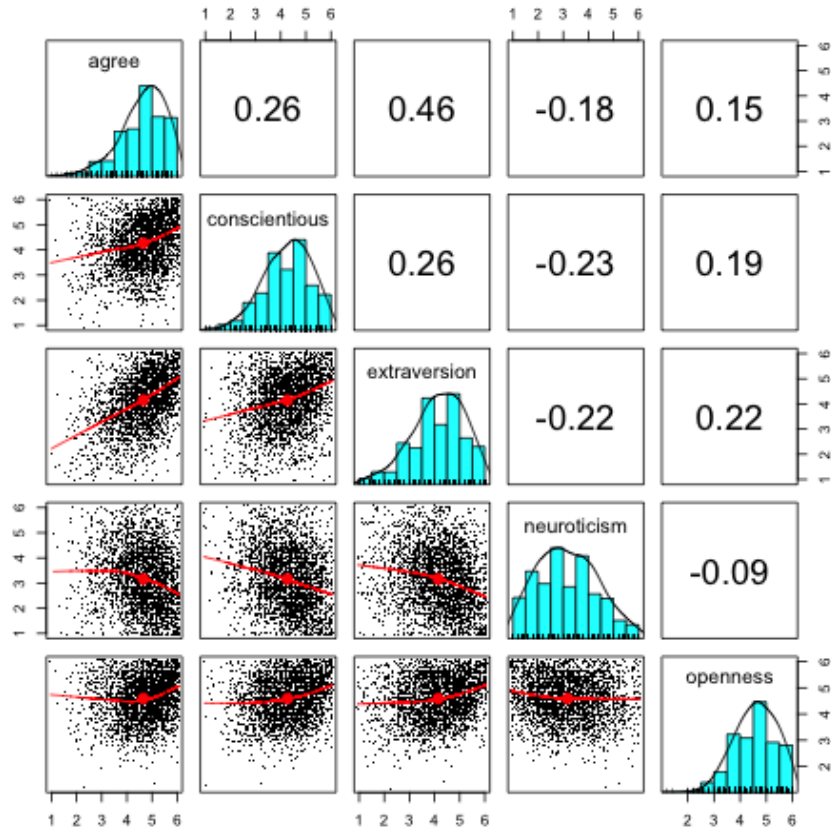 1 2 3 4 5 6
1 2 3 4 5 6
agree
0.26
0.46
-0.18
0.15
1 2 3 4 5 6
1 2 3 4 5 6
conscientious
0.26
-0.23
0.19
extraversion
-0.22
0.22
1 2 3 4 5 6
1 2 3 4 5 6
neuroticism
-0.09
openness
2 3 4 5 6
1 2 3 4 5 6
1 2 3 4 5 6
2 3 4 5 6